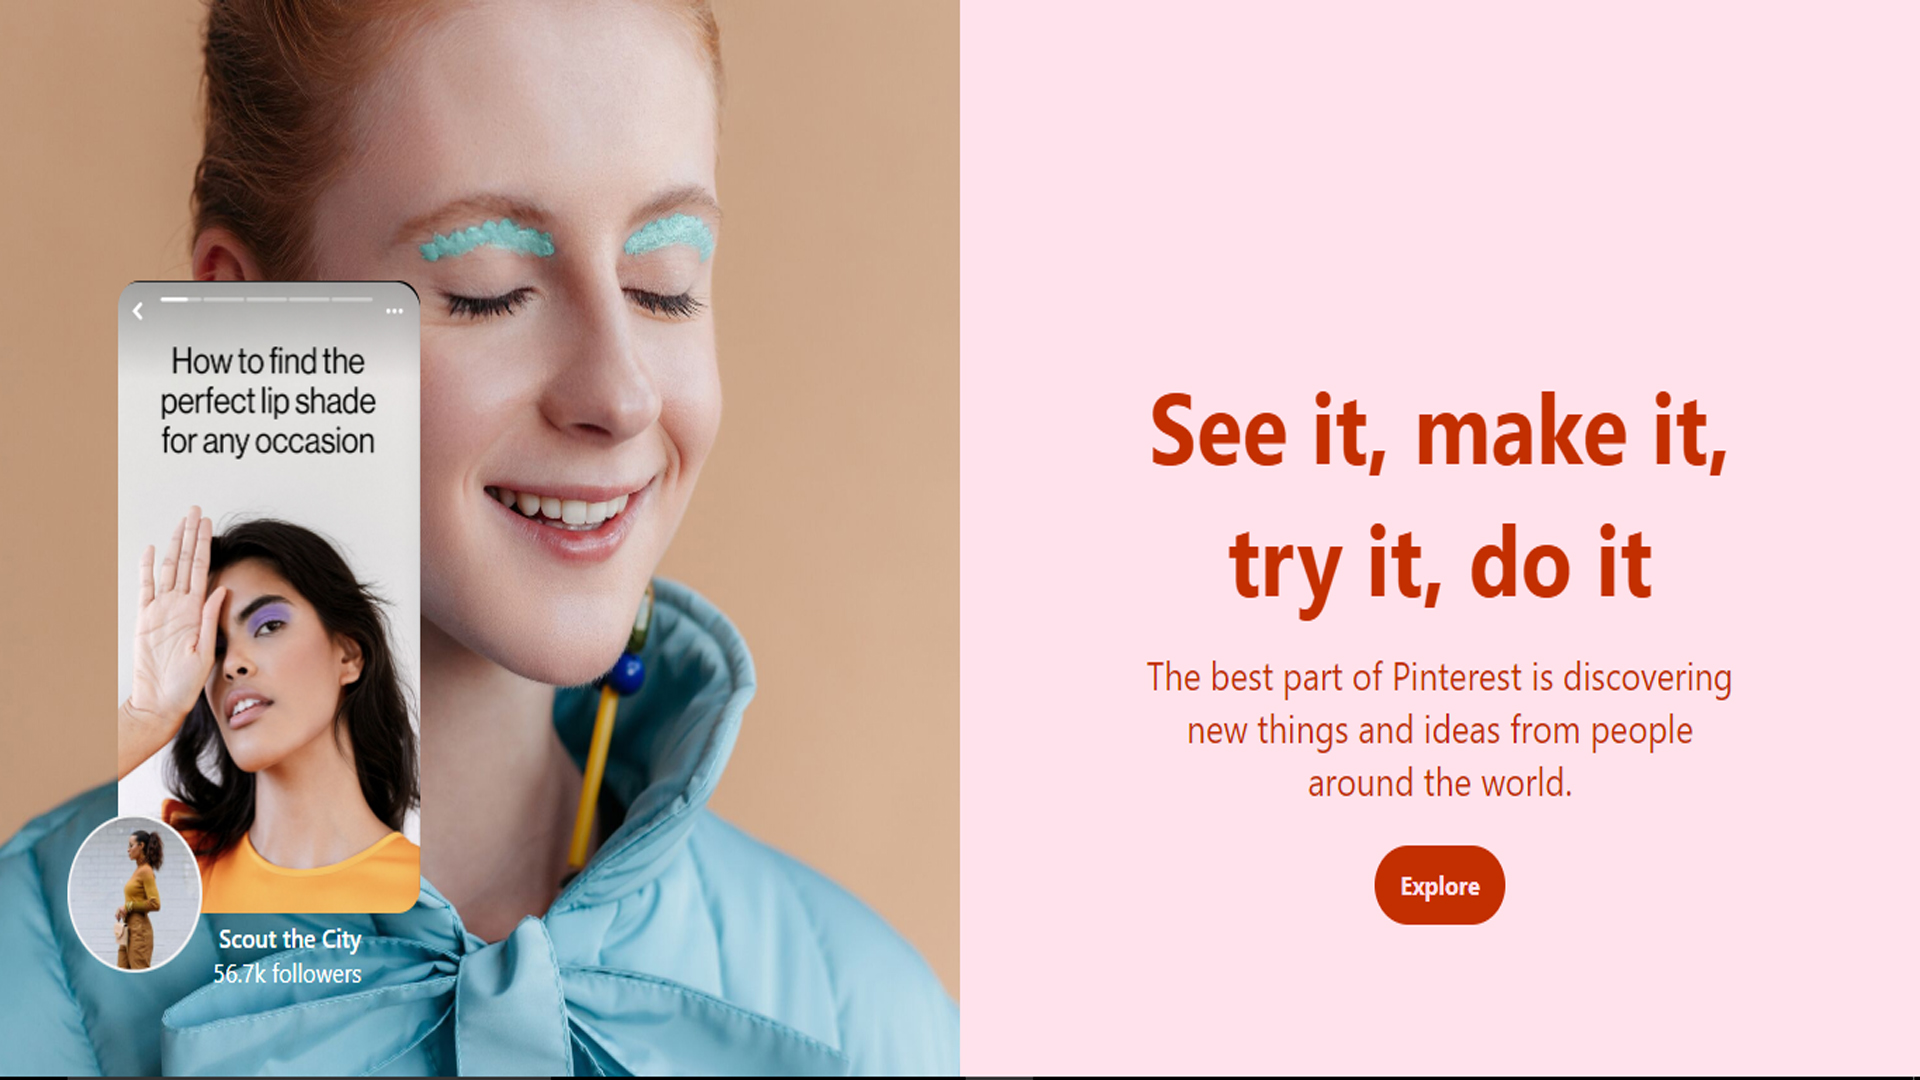 How to find the
perfect lip shade
for any occasion
Scout the City
56.7k followers
See it, make it,
try it, do it
The best part of Pinterest is discovering
new things and ideas from people
around the world.
Explore